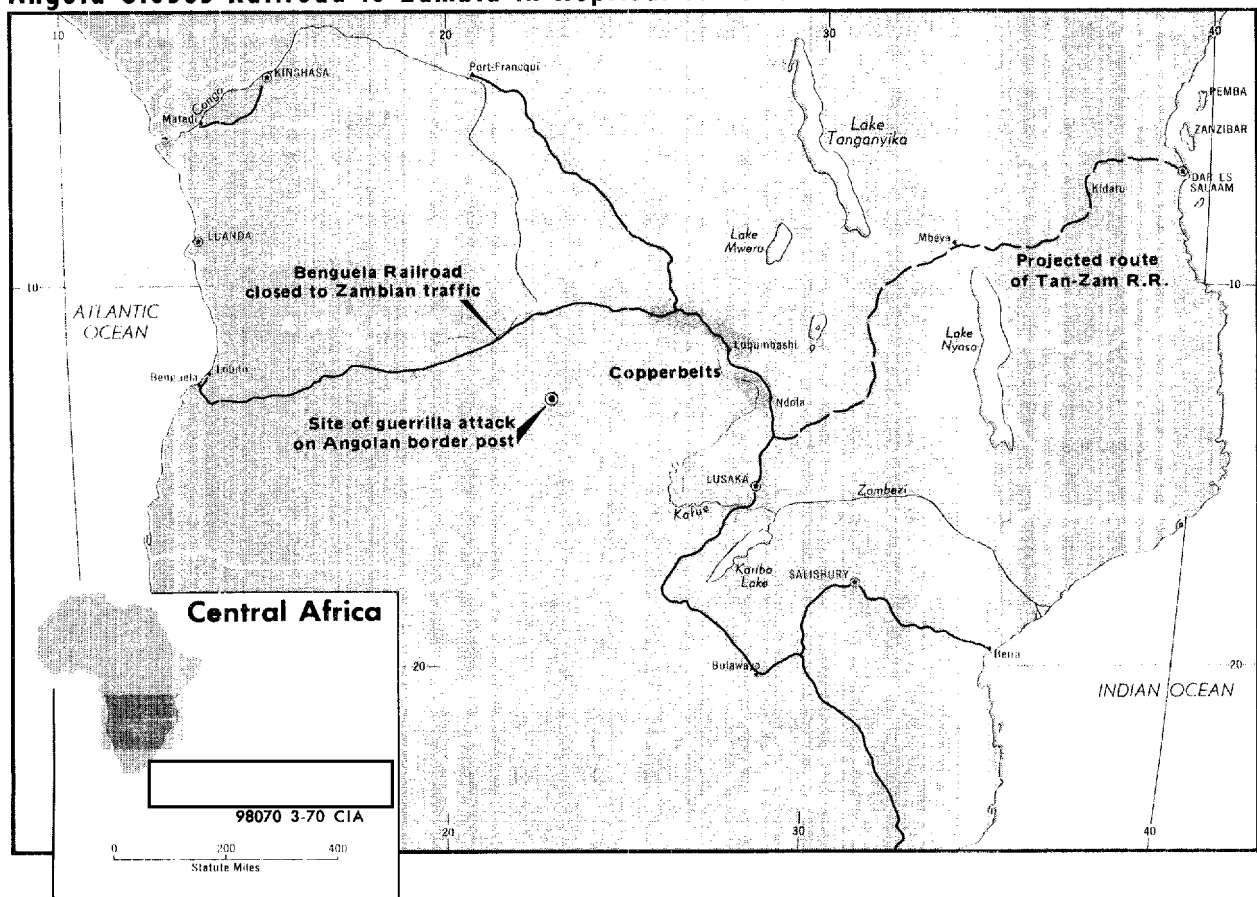 Angola Closes Railroad to Zambia in
10
20
30
40
Port-Francqui
KINSHASA
Congo
Matadi
PEMBA
ZANZIBAR
Lake
Tanganyika
DAR ES
SALAAM
Kidatu
LUANDA
Lake
Mweru
Mbeya
Benguela Railroad
closed to Zambian traffic
Projected route
of Tan-Zam R.R.
10
10
ATLANTIC
OCEAN
Lake
Nyasa
Lubumbashi
Lobito
Benguela
Copperbelts
Ndola
Site of guerrilla attack
on Angolan border post
LUSAKA
Zambezi
Kafue
Kariba
Lake
SALISBURY
Central Africa
Beira
20
Bulawayo
20
INDIAN OCEAN
98070 3-70 CIA
20
30
40
0 200 400
Statute Miles